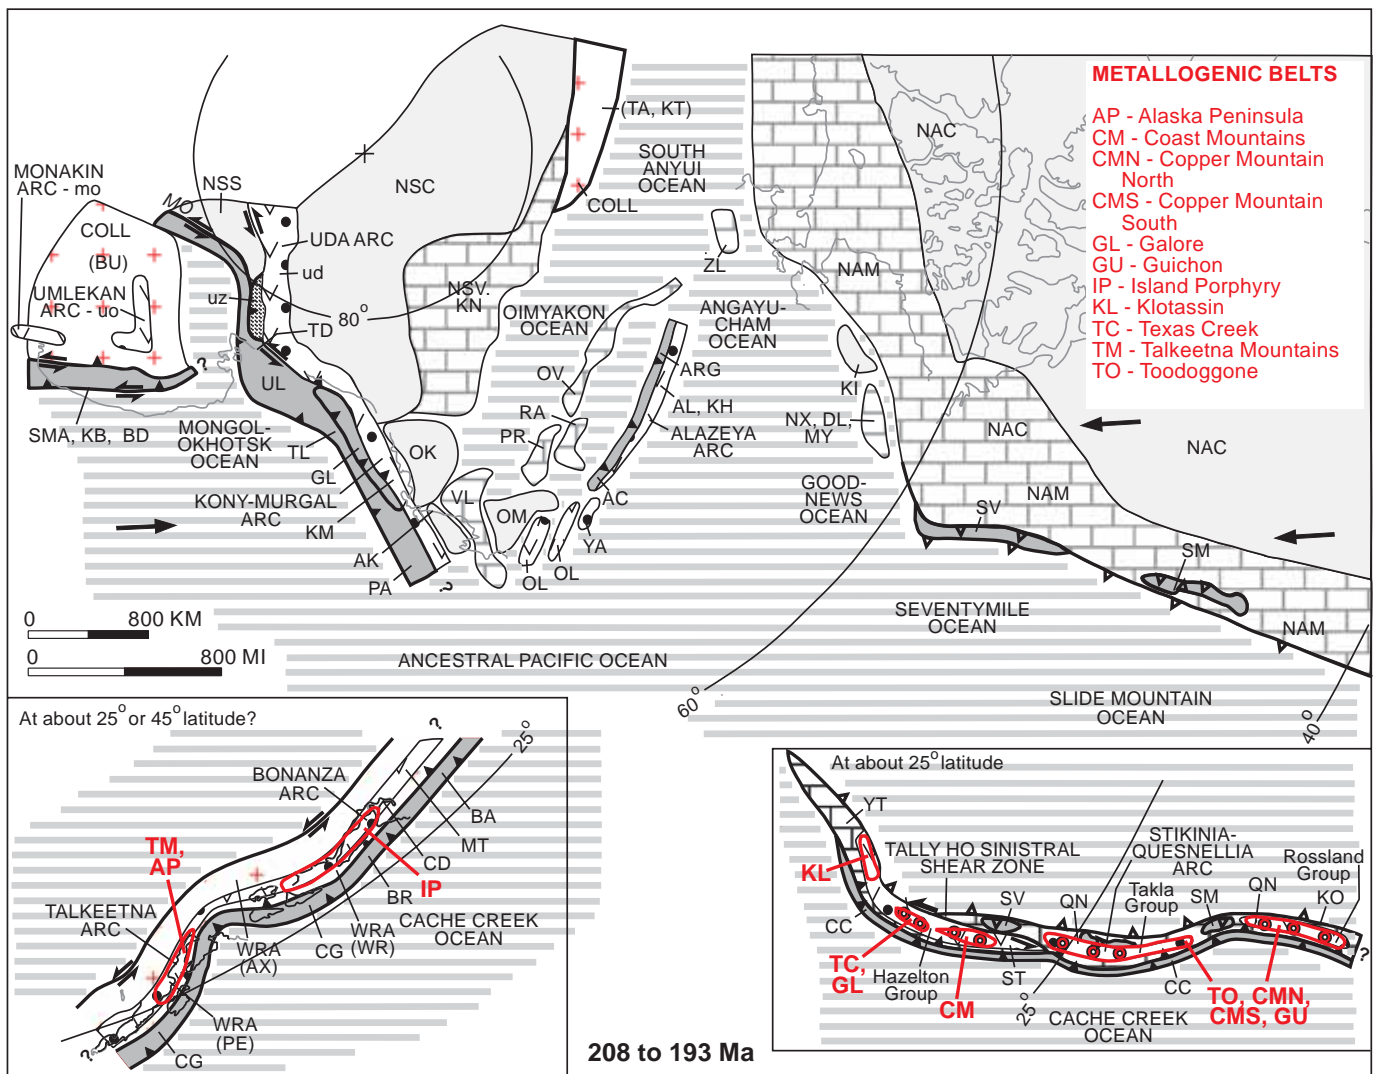 METALLOGENIC BELTS
AP - Alaska Peninsula
CM - Coast Mountains
CMN - Copper Mountain
North
CMS - Copper Mountain
South
GL - Galore
GU - Guichon
IP - Island Porphyry
KL - Klotassin
TC - Texas Creek
TM - Talkeetna Mountains
TO - Toodoggone
MONAKIN
ARC - mo
NSS
MO
COLL
(BU)
UMLEKAN
ARC - uo
UDA ARC
ud
uz
TD
80°
NSC
NSV.
KN
(TA, KT)
SOUTH
ANYUI
OCEAN
COLL
ZL
NAC
NAM
OIMYAKON
OCEAN
ANGAYU-
CHAM
OCEAN
OV
ARG
AL, KH
ALAZEYA
ARC
KI
NX, DL,
MY
RA
PR
AC
UL
?
SMA, KB, BD
MONGOL-
OKHOTSK
OCEAN
TL
GL
KONY-MURGAL
ARC
KM
AK
PA
?
OK
VL
OM
OL
OL
YA
GOOD-
NEWS
OCEAN
NAC
NAC
NAM
SV
SM
NAM
SEVENTYMILE
OCEAN
0 800 KM
0 800 MI
ANCESTRAL PACIFIC OCEAN
60°
SLIDE MOUNTAIN
OCEAN
40°
At about 25° or 45° latitude?
?
25°
BONANZA
ARC
BA
MT
CD
IP
BR
TM,
AP
TALKEETNA
ARC
WRA
(AX)
CG
WRA
(WR)
CACHE CREEK
OCEAN
WRA
(PE)
CG
?
208 to 193 Ma
At about 25° latitude
YT
KL
TALLY HO SINISTRAL
SHEAR ZONE
STIKINIA-
QUESNELLIA
ARC
Rossland
Group
SV
QN
Takla
Group
SM
QN
KO
CC
TC,
GL
Hazelton
Group
CM
ST
25°
CC
TO, CMN,
CMS, GU
?
CACHE CREEK
OCEAN